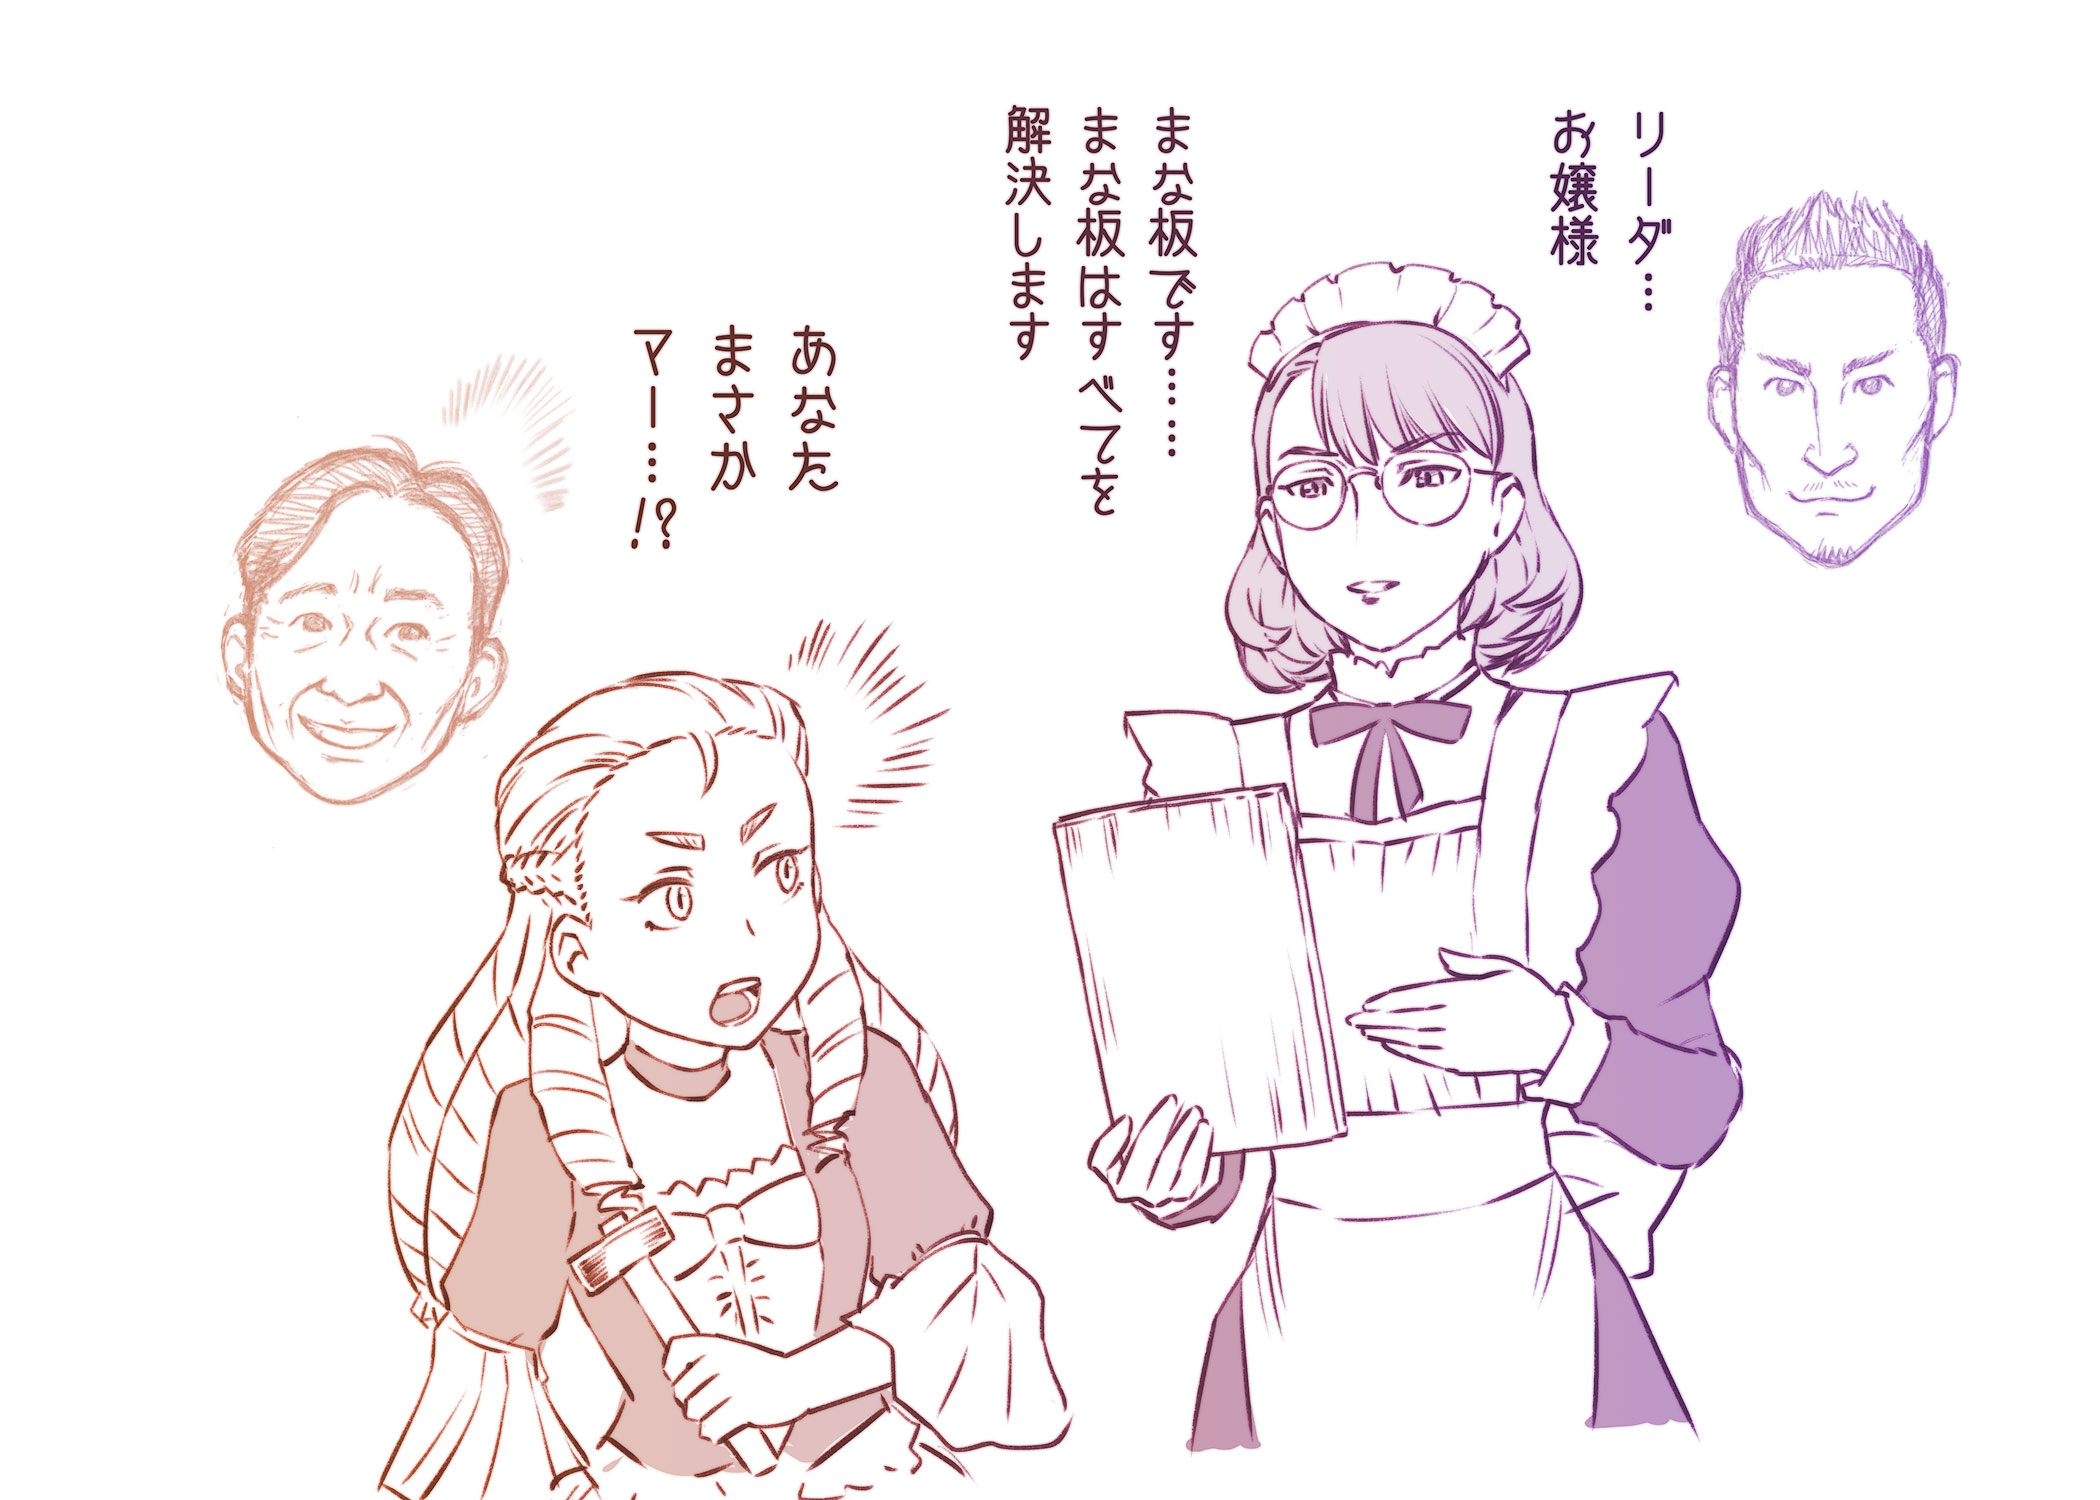 リーダ…
お嬢様
まな板です……
まな板はすべてを
解決します
あなた
まさか
マー…!?